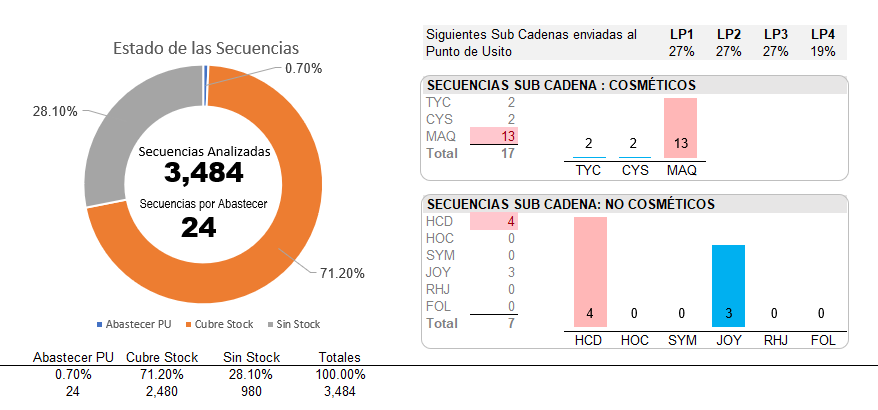 Estado de las Secuencias
0.70%
28.10%
Secuencias Analizadas
3,484
Secuencias por Abastecer
24
71.20%
Abastecer PU Cubre Stock Sin Stock
Abastecer PU Cubre Stock Sin Stock Totales
0.70% 71.20% 28.10% 100.00%
24 2,480 980 3,484
Siguientes Sub Cadenas enviadas al LP1 LP2 LP3 LP4
Punto de Usito 27% 27% 27% 19%
SECUENCIAS SUB CADENA : COSMÉTICOS
TYC 2
CYS 2
MAQ 13
Total 17
2 2 13
TYC CYS MAQ
SECUENCIAS SUB CADENA: NO COSMÉTICOS
HCD 4
HOC 0
SYM 0
JOY 3
RHJ 0
FOL 0
Total 7
4 0 0 3 0 0
HCD HOC SYM JOY RHJ FOL